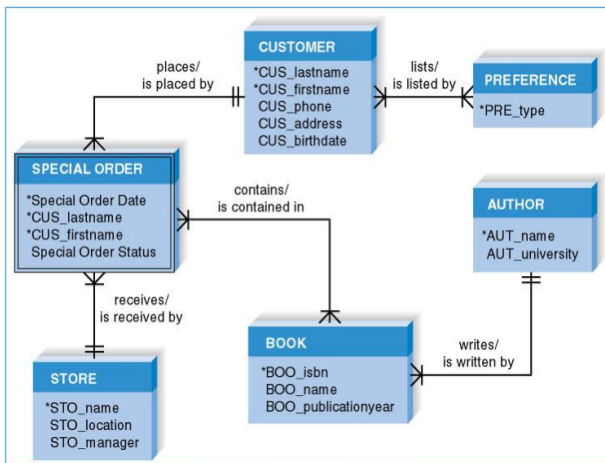 CUSTOMER
*CUS_lastname
*CUS_firstname
CUS_phone
CUS_address
CUS_birthdate
places/
is placed by
lists/
is listed by
PREFERENCE
*PRE_type
SPECIAL ORDER
*Special Order Date
*CUS_lastname
*CUS_firstname
Special Order Status
contains/
is contained in
AUTHOR
*AUT_name
AUT_university
receives/
is received by
STORE
*STO_name
STO_location
STO_manager
BOOK
*BOO_isbn
BOO_name
BOO_publicationyear
writes/
is written by